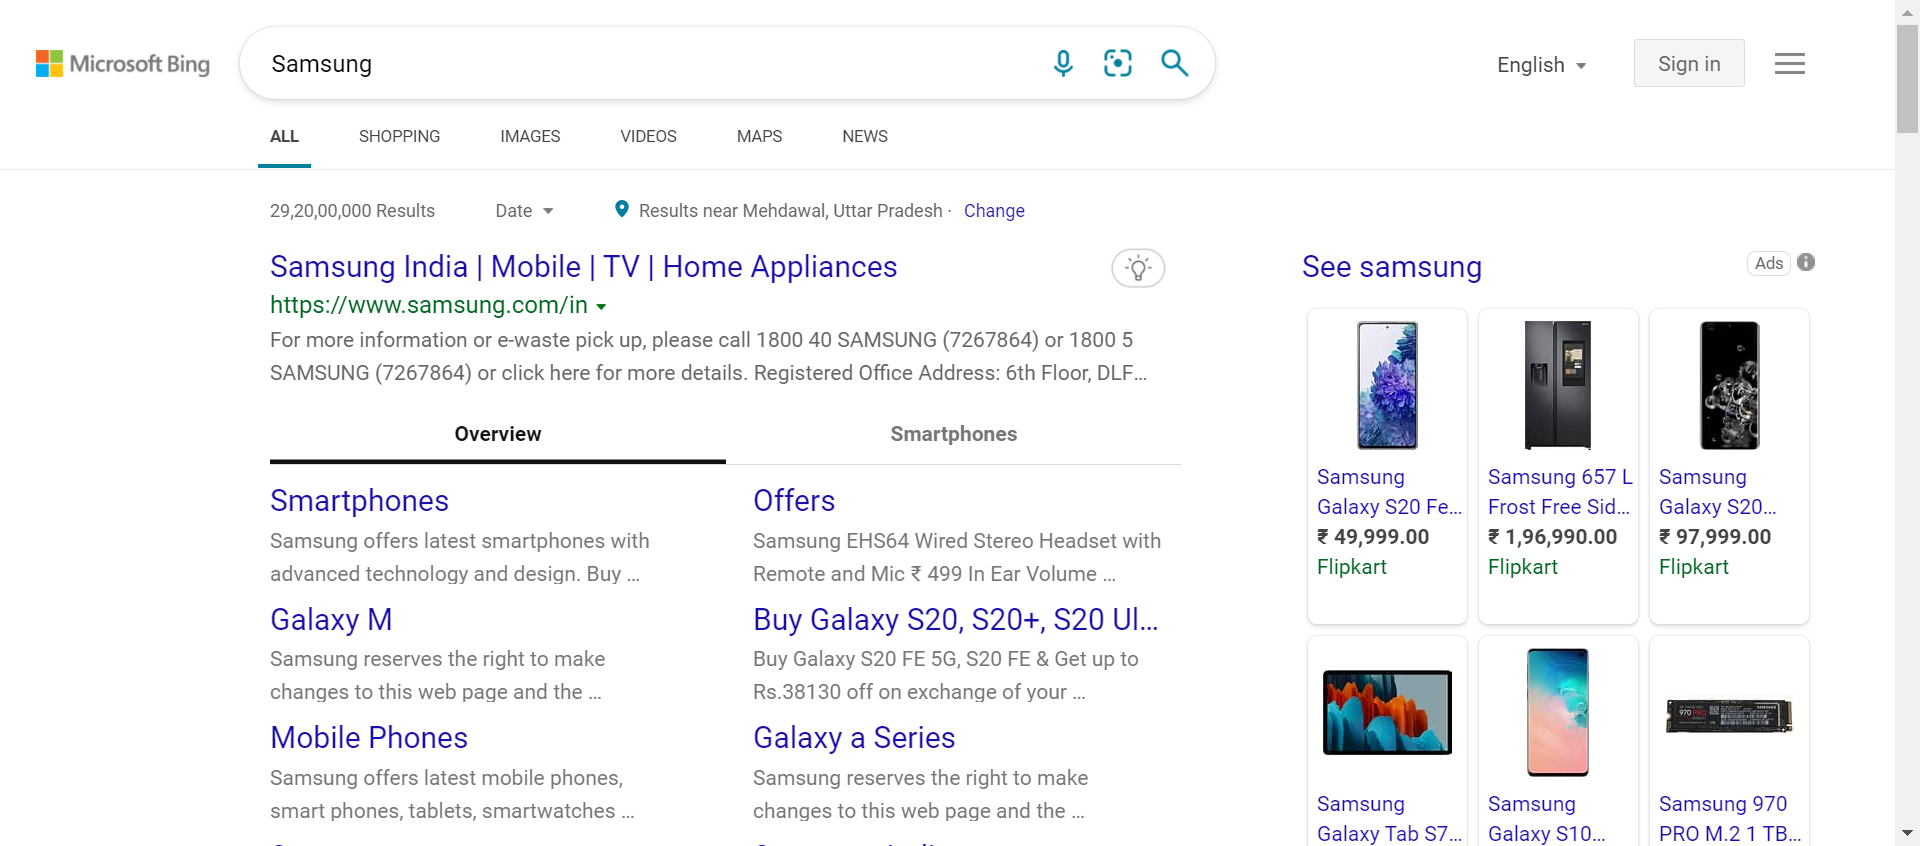 Microsoft Bing
Samsung
English
Sign in
ALL
SHOPPING
IMAGES
VIDEOS
MAPS
NEWS
29,20,00,000 Results
Date
Results near Mehdawal, Uttar Pradesh · Change
Samsung India | Mobile | TV | Home Appliances
https://www.samsung.com/in
For more information or e-waste pick up, please call 1800 40 SAMSUNG (7267864) or 1800 5
SAMSUNG (7267864) or click here for more details. Registered Office Address: 6th Floor, DLF...
Overview
Smartphones
Smartphones
Samsung offers latest smartphones with
advanced technology and design. Buy ...
Offers
Samsung EHS64 Wired Stereo Headset with
Remote and Mic ₹ 499 In Ear Volume ...
Galaxy M
Samsung reserves the right to make
changes to this web page and the ...
Buy Galaxy S20, S20+, S20 Ul...
Buy Galaxy S20 FE 5G, S20 FE & Get up to
Rs.38130 off on exchange of your ...
Mobile Phones
Samsung offers latest mobile phones,
smart phones, tablets, smartwatches ...
Galaxy a Series
Samsung reserves the right to make
changes to this web page and the ...
See samsung
Ads
Samsung
Galaxy S20 Fe...
₹ 49,999.00
Flipkart
Samsung 657 L
Frost Free Sid...
₹ 1,96,990.00
Flipkart
Samsung
Galaxy S20...
₹ 97,999.00
Flipkart
Samsung
Galaxy Tab S7...
Samsung
Galaxy S10...
970 PRO
SAMSUNG
Samsung 970
PRO M.2 1 TB...